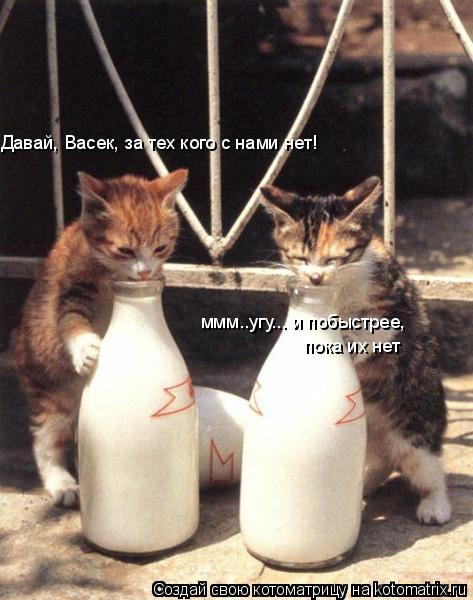 Давай, Васек, за тех кого с нами нет!
ммм..угу... и побыстрее,
пока их нет
М
Создай свою котоматрицу на kotomatrix.ru